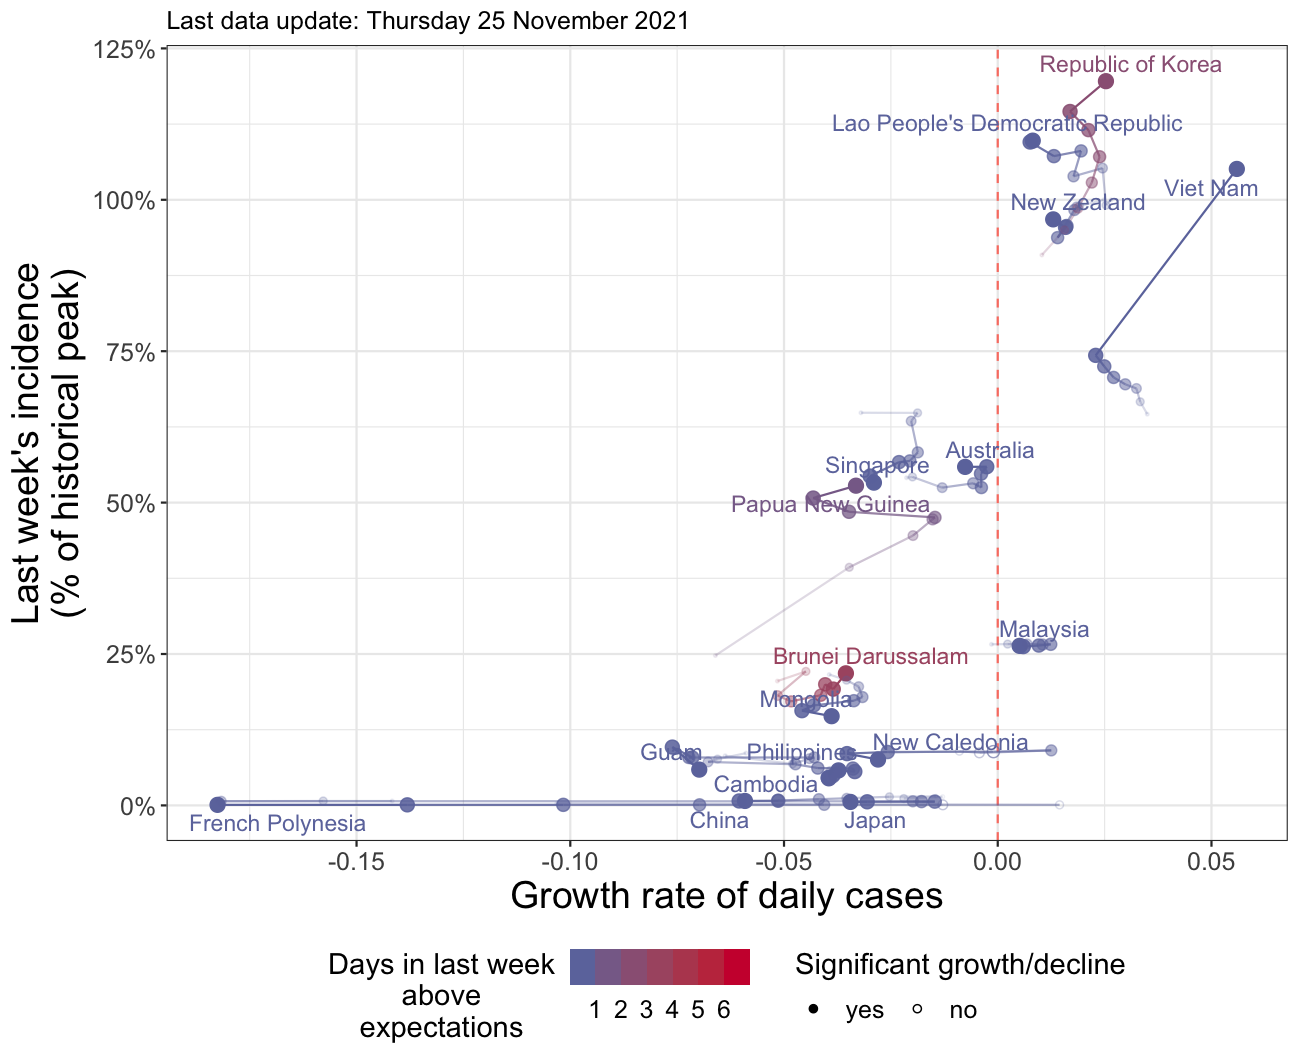 Last data update: Thursday 25 November 2021
125%
Republic of Korea
Lao People's Democratic Republic
Viet Nam
100%
New Zealand
75%
Last week's incidence
(% of historical peak)
Australia
Singapore
50%
Papua New Guinea
Malaysia
25%
Brunei Darussalam
Mongolia
New Caledonia
Guam
Philippines
Cambodia
0%
French Polynesia
China
Japan
-0.15
-0.10
-0.05
0.00
0.05
Growth rate of daily cases
Days in last week
above
expectations
1 2 3 4 5 6
Significant growth/decline
yes
no